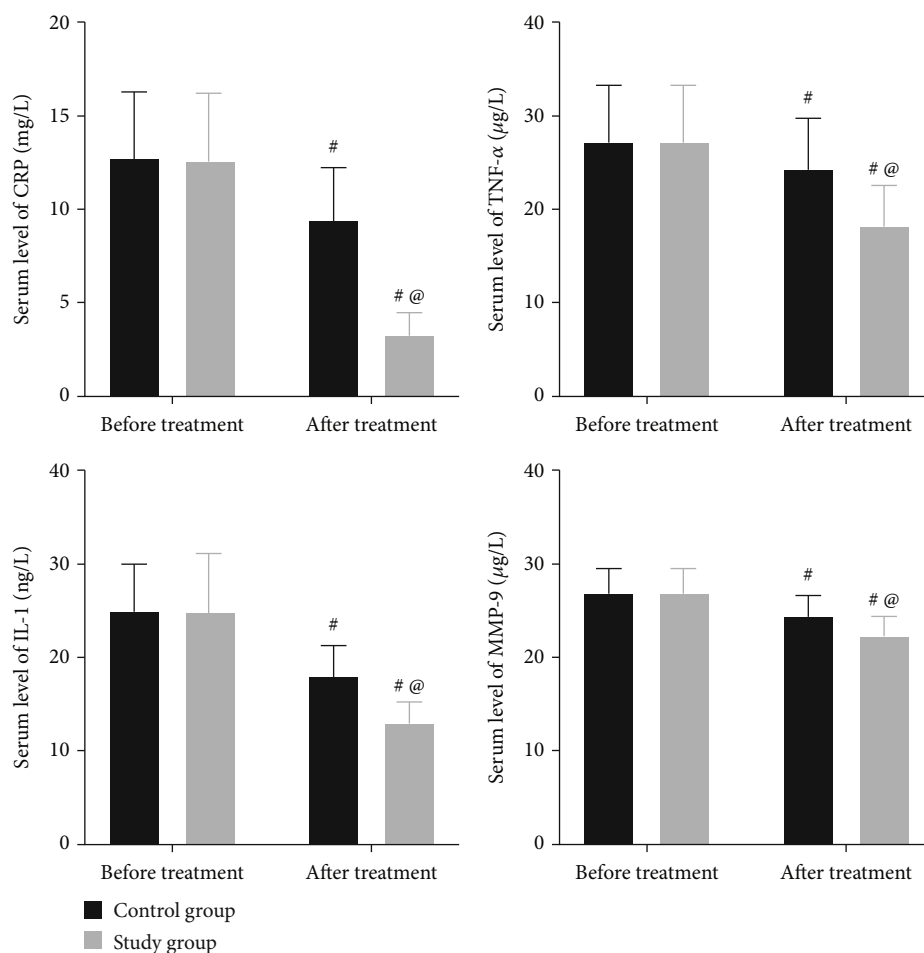 Serum level of CRP (mg/L)
20
15
10
5
0
#
# @
Before treatment
After treatment
Serum level of TNF-α (μg/L)
40
30
20
10
0
#
# @
Before treatment
After treatment
Serum level of IL-1 (ng/L)
40
30
20
10
0
#
# @
Before treatment
After treatment
Serum level of MMP-9 (μg/L)
40
30
20
10
0
#
# @
Before treatment
After treatment
Control group
Study group